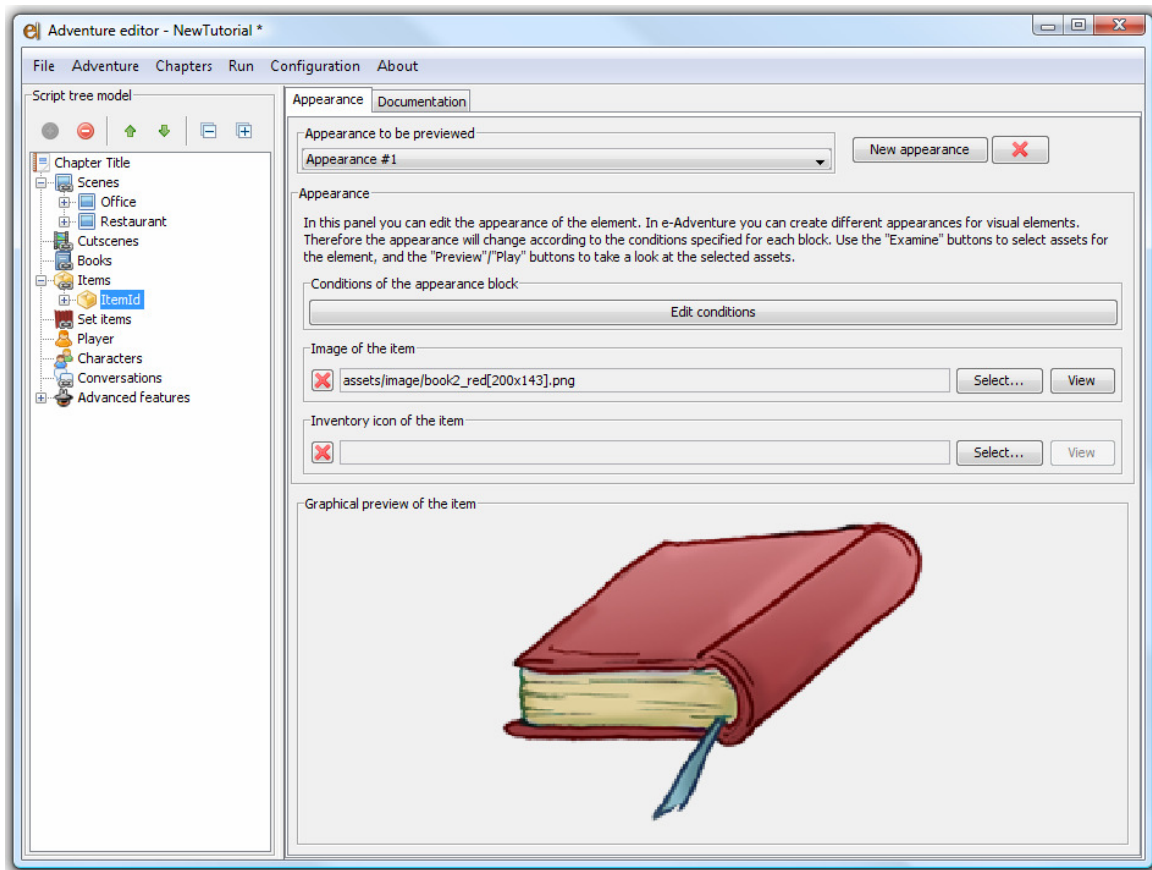 Adventure editor - NewTutorial *
File Adventure Chapters Run Configuration About
Script tree model
Chapter Title
Scenes
Office
Restaurant
Cutscenes
Books
Items
ItemId
Set items
Player
Characters
Conversations
Advanced features
Appearance Documentation
Appearance to be previewed
Appearance #1
New appearance
Appearance
In this panel you can edit the appearance of the element. In e-Adventure you can create different appearances for visual elements.
Therefore the appearance will change according to the conditions specified for each block. Use the "Examine" buttons to select assets for
the element, and the "Preview"/"Play" buttons to take a look at the selected assets.
Conditions of the appearance block
Edit conditions
Image of the item
assets/image/book2_red[200x143].png
Select... View
Inventory icon of the item
Select... View
Graphical preview of the item